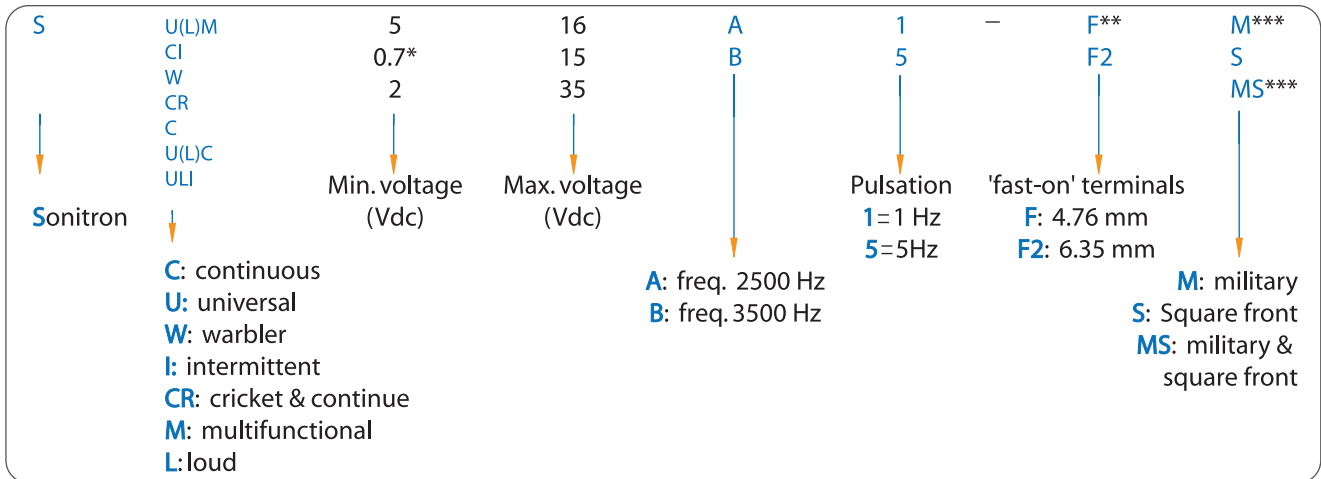 S U(L)M 5 16 A 1 – F** M***
CI 0.7* 15 B 5 F2 S
W 2 35 MS***
CR
C
U(L)C
ULI
Sonitron
Min. voltage
(Vdc)
Max. voltage
(Vdc)
Pulsation
1=1 Hz
5=5Hz
'fast-on' terminals
F: 4.76 mm
F2: 6.35 mm
C: continuous
U: universal
W: warbler
I: intermittent
CR: cricket & continue
M: multifunctional
L:loud
A: freq. 2500 Hz
B: freq. 3500 Hz
M: military
S: Square front
MS: military &
square front